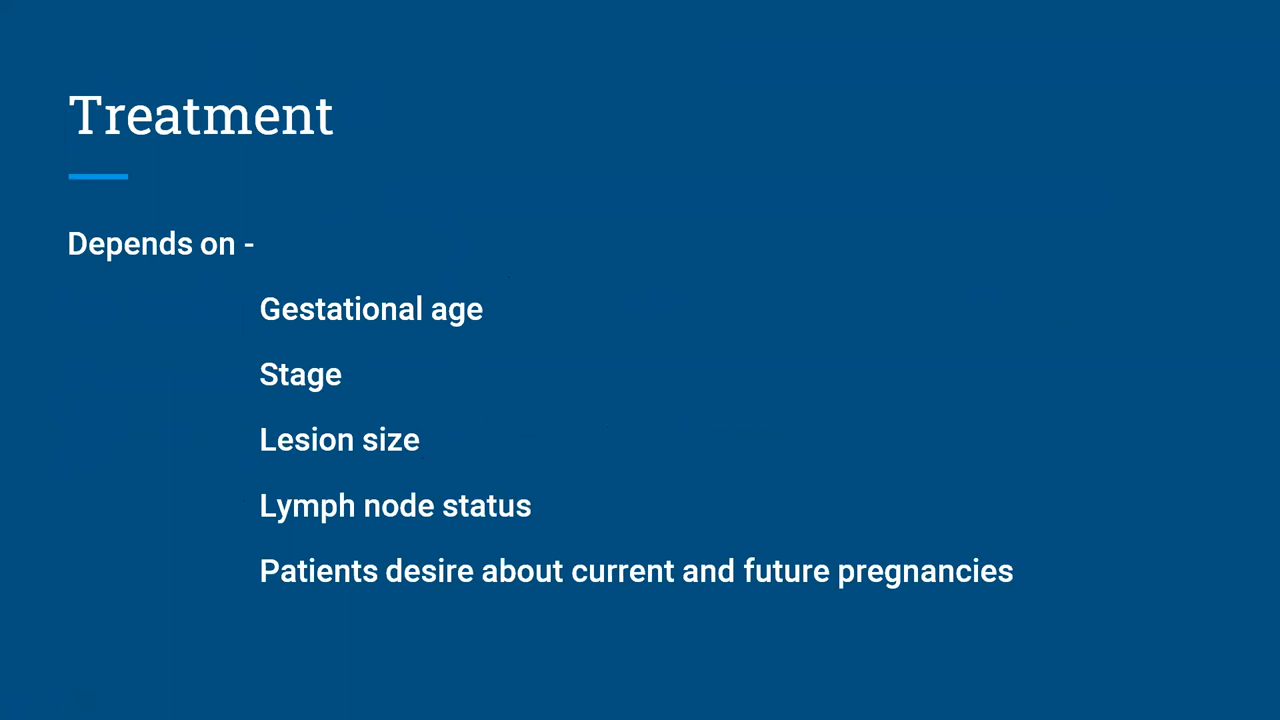 Treatment
Depends on -
Gestational age
Stage
Lesion size
Lymph node status
Patients desire about current and future pregnancies